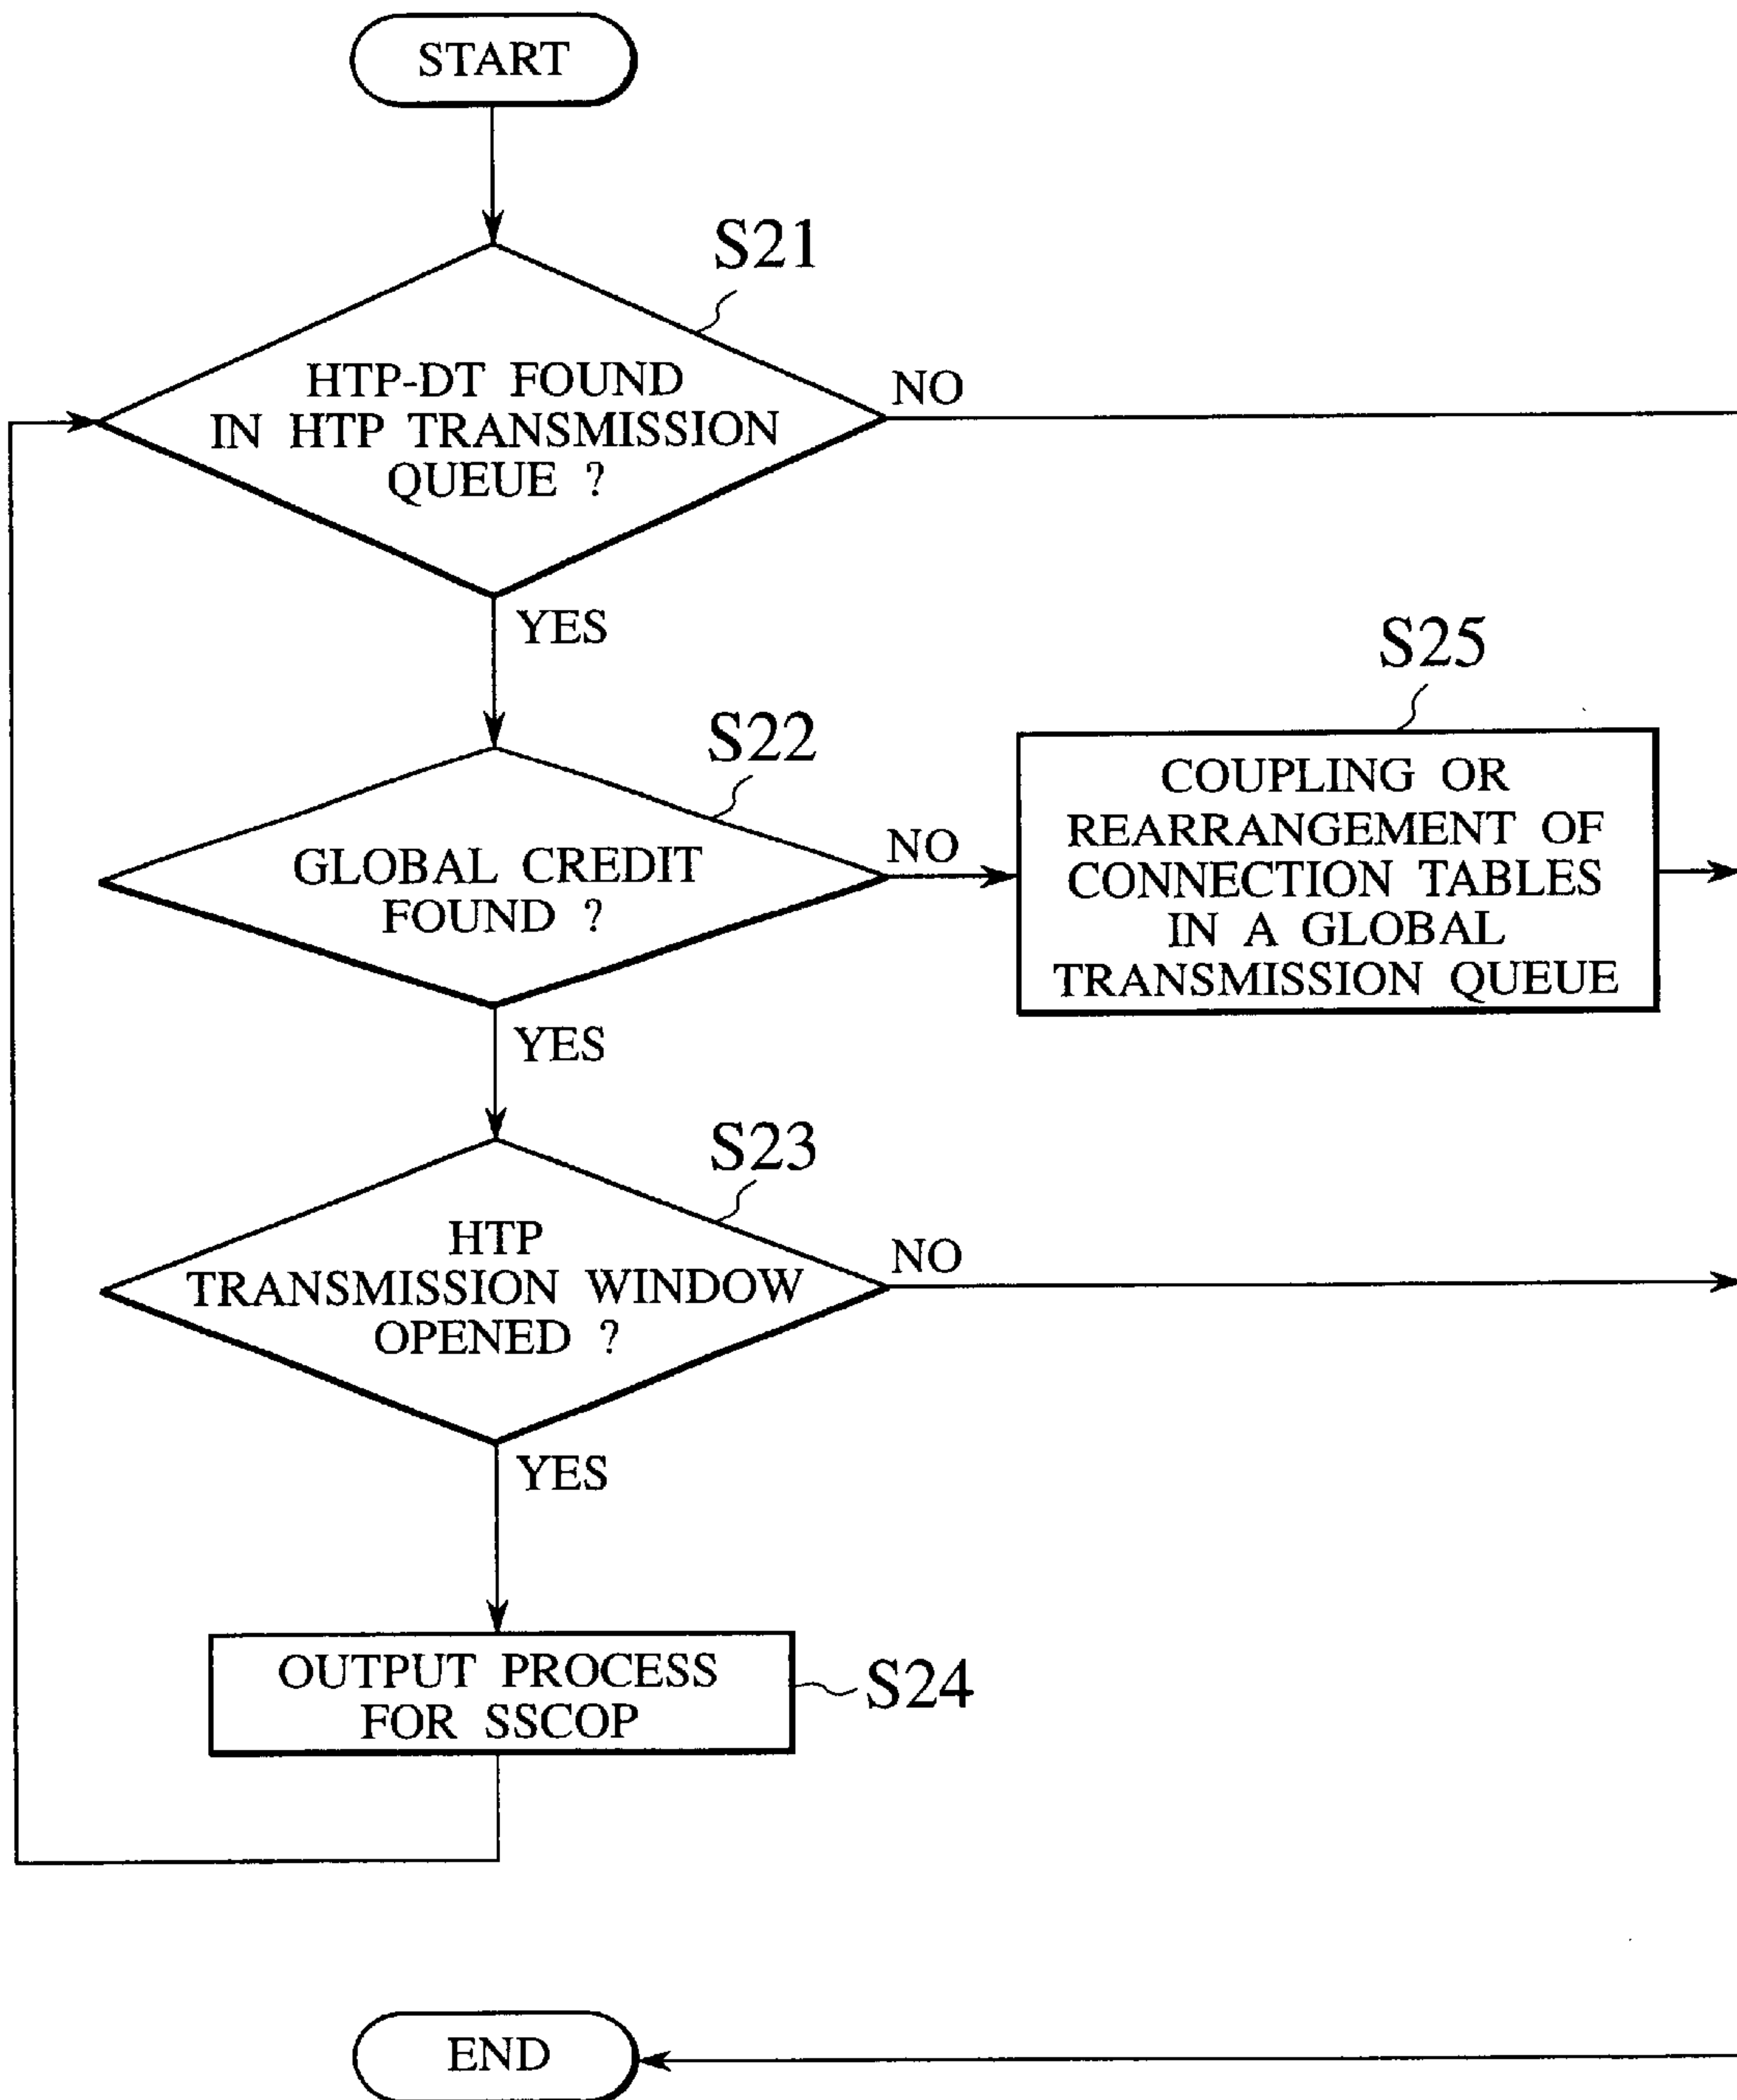 START
S21
HTP-DT FOUND
IN HTP TRANSMISSION
QUEUE ?
NO
YES
S22
GLOBAL CREDIT
FOUND ?
NO
S25
COUPLING OR
REARRANGEMENT OF
CONNECTION TABLES
IN A GLOBAL
TRANSMISSION QUEUE
YES
S23
HTP
TRANSMISSION WINDOW
OPENED ?
NO
YES
OUTPUT PROCESS
FOR SSCOP
S24
END